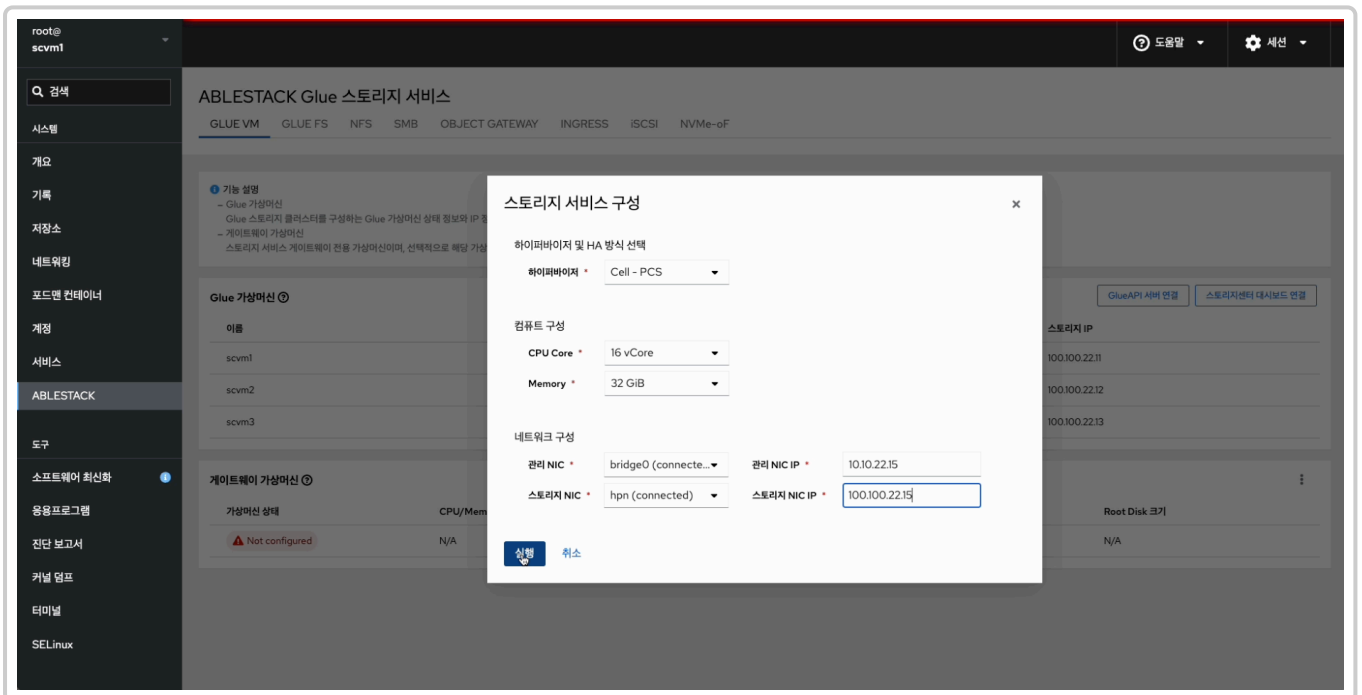 root@
scvm1
도움말
세션
검색
시스템
개요
기록
저장소
네트워킹
포드맨 컨테이너
계정
서비스
ABLESTACK
도구
소프트웨어 최신화
응용프로그램
진단 보고서
커널 덤프
터미널
SELinux
ABLESTACK Glue 스토리지 서비스
GLUE VM GLUE FS NFS SMB OBJECT GATEWAY INGRESS iSCSI NVMe-oF
기능 설명
- Glue 가상머신
Glue 스토리지 클러스터를 구성하는 Glue 가상머신 상태 정보와 IP
- 게이트웨이 가상머신
스토리지 서비스 게이트웨이 전용 가상머신이며, 선택적으로 해당
Glue 가상머신
GlueAPI 서버 연결 스토리지센터 대시보드 연결
이름 스토리지 IP
scvm1 100.100.22.11
scvm2 100.100.22.12
scvm3 100.100.22.13
게이트웨이 가상머신
가상머신 상태 CPU/Mem Root Disk 크기
Not configured N/A N/A
스토리지 서비스 구성 ×
하이퍼바이저 및 HA 방식 선택
하이퍼바이저 * Cell - PCS
컴퓨트 구성
CPU Core * 16 vCore
Memory * 32 GiB
네트워크 구성
관리 NIC * bridge0 (connecte... 관리 NIC IP * 10.10.22.15
스토리지 NIC * hpn (connected) 스토리지 NIC IP * 100.100.22.15
실행 취소